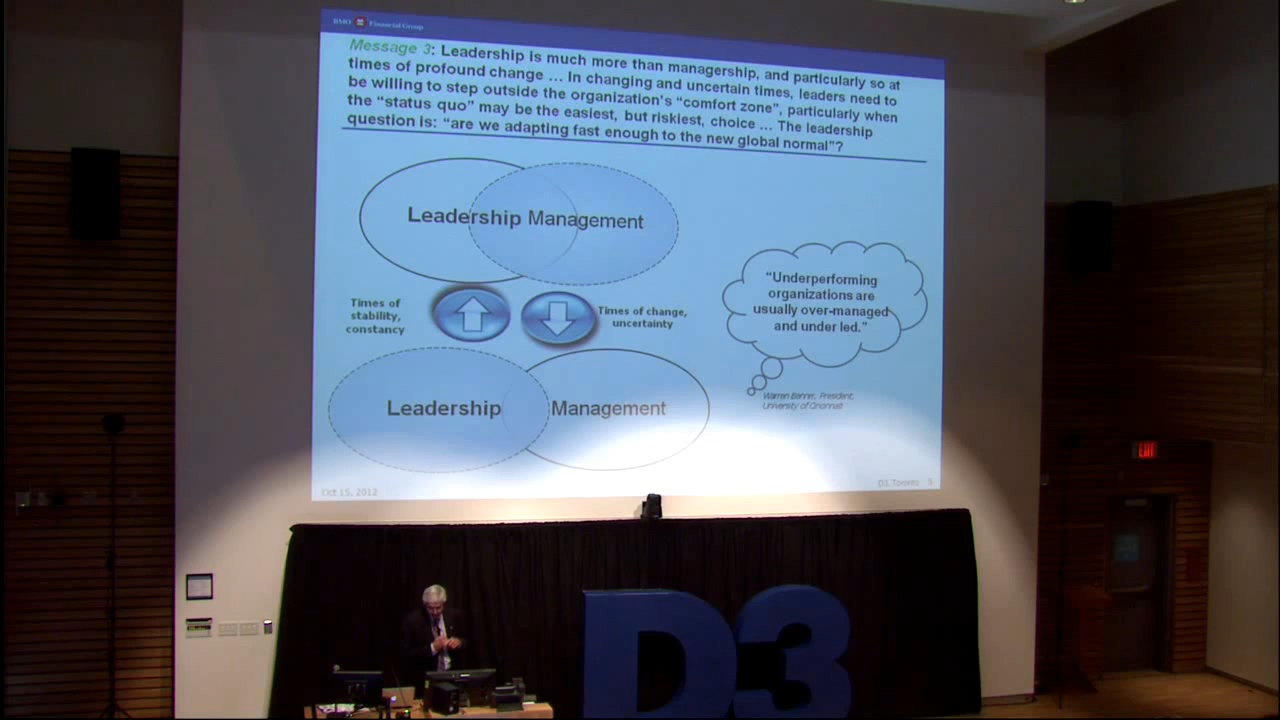 BMO Financial Group
Message 3: Leadership is much more than managership, and particularly so at
times of profound change ... In changing and uncertain times, leaders need to
be willing to step outside the organization's "comfort zone", particularly when
the "status quo" may be the easiest, but riskiest, choice ... The leadership
question is: "are we adapting fast enough to the new global normal"?
Leadership Management
Times of
stability,
constancy
Times of change,
uncertainty
Leadership Management
"Underperforming
organizations are
usually over-managed
and under led."
Warren Bennis, President,
University of Cincinnati
Oct 15, 2012
D3, Toronto 5
EXIT
D3